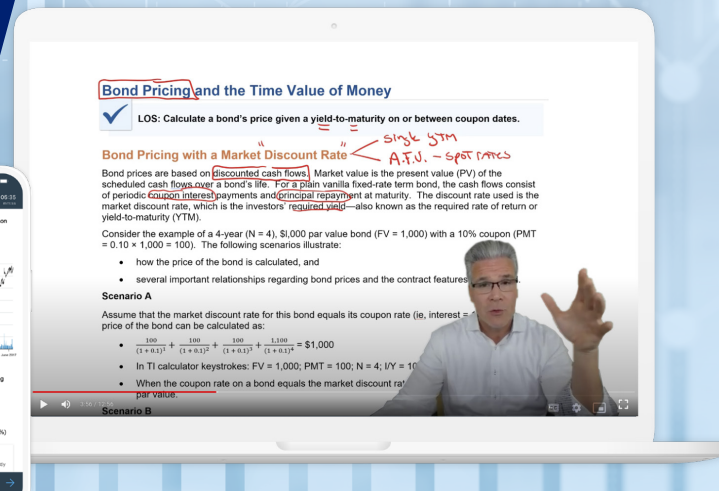 Bond Pricing and the Time Value of Money
LOS: Calculate a bond's price given a yield-to-maturity on or between coupon dates.
Single YTM
Bond Pricing with a Market "Discount Rate"
A.F.V. - SPOT RATES
Bond prices are based on discounted cash flows. Market value is the present value (PV) of the
scheduled cash flows over a bond's life. For a plain vanilla fixed-rate term bond, the cash flows consist
of periodic coupon interest payments and principal repayment at maturity. The discount rate used is the
market discount rate, which is the investors' required yield—also known as the required rate of return or
yield-to-maturity (YTM).
Consider the example of a 4-year (N = 4), $1,000 par value bond (FV = 1,000) with a 10% coupon (PMT
= 0.10 × 1,000 = 100). The following scenarios illustrate:
• how the price of the bond is calculated, and
• several important relationships regarding bond prices and the contract features
Scenario A
Assume that the market discount rate for this bond equals its coupon rate (ie, interest =
price of the bond can be calculated as:
• 100/(1 + 0.1)^1 + 100/(1 + 0.1)^2 + 100/(1 + 0.1)^3 + 1,100/(1 + 0.1)^4 = $1,000
• In TI calculator keystrokes: FV = 1,000; PMT = 100; N = 4; I/Y = 10
• When the coupon rate on a bond equals the market discount rat
par value.
3:56 / 12:56
Scenario B
06:35